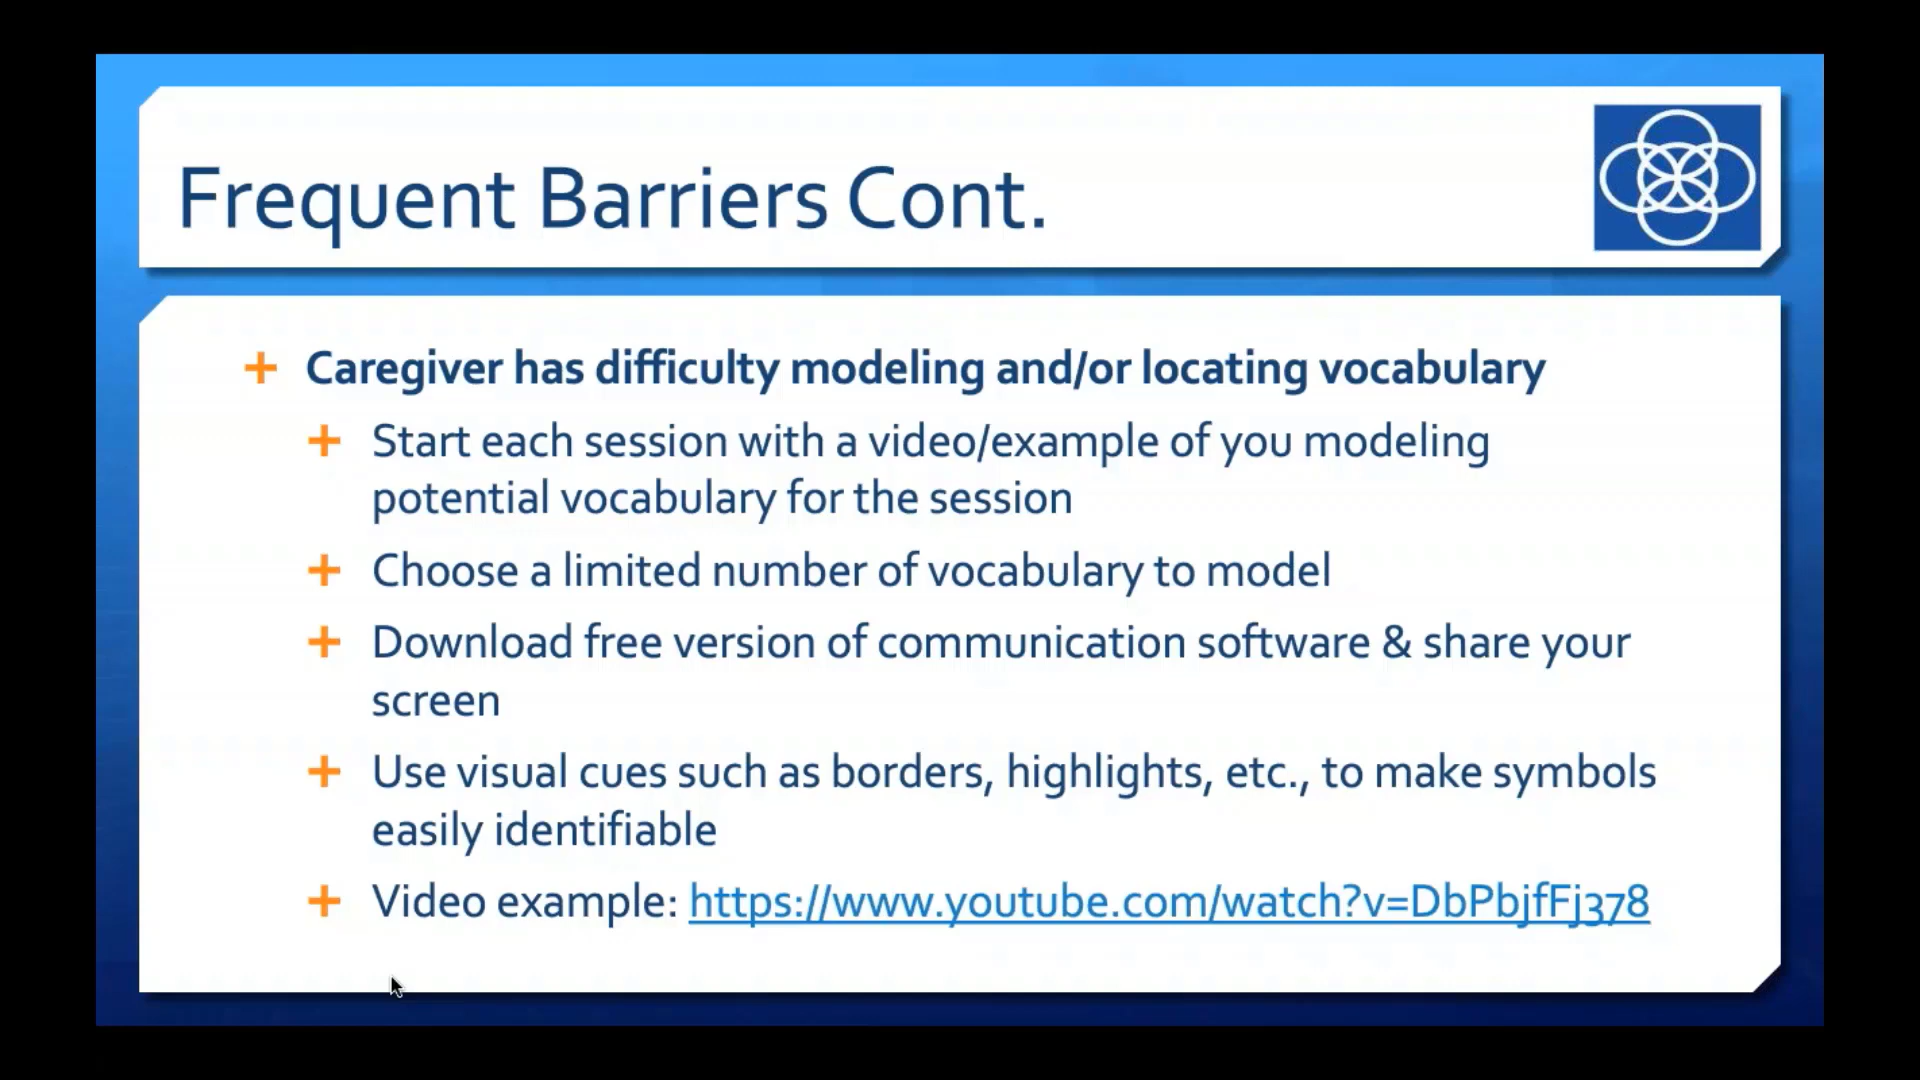 Frequent Barriers Cont.
Caregiver has difficulty modeling and/or locating vocabulary
Start each session with a video/example of you modeling
potential vocabulary for the session
Choose a limited number of vocabulary to model
Download free version of communication software & share your
screen
Use visual cues such as borders, highlights, etc., to make symbols
easily identifiable
Video example: https://www.youtube.com/watch?v=DbPbjfFj378